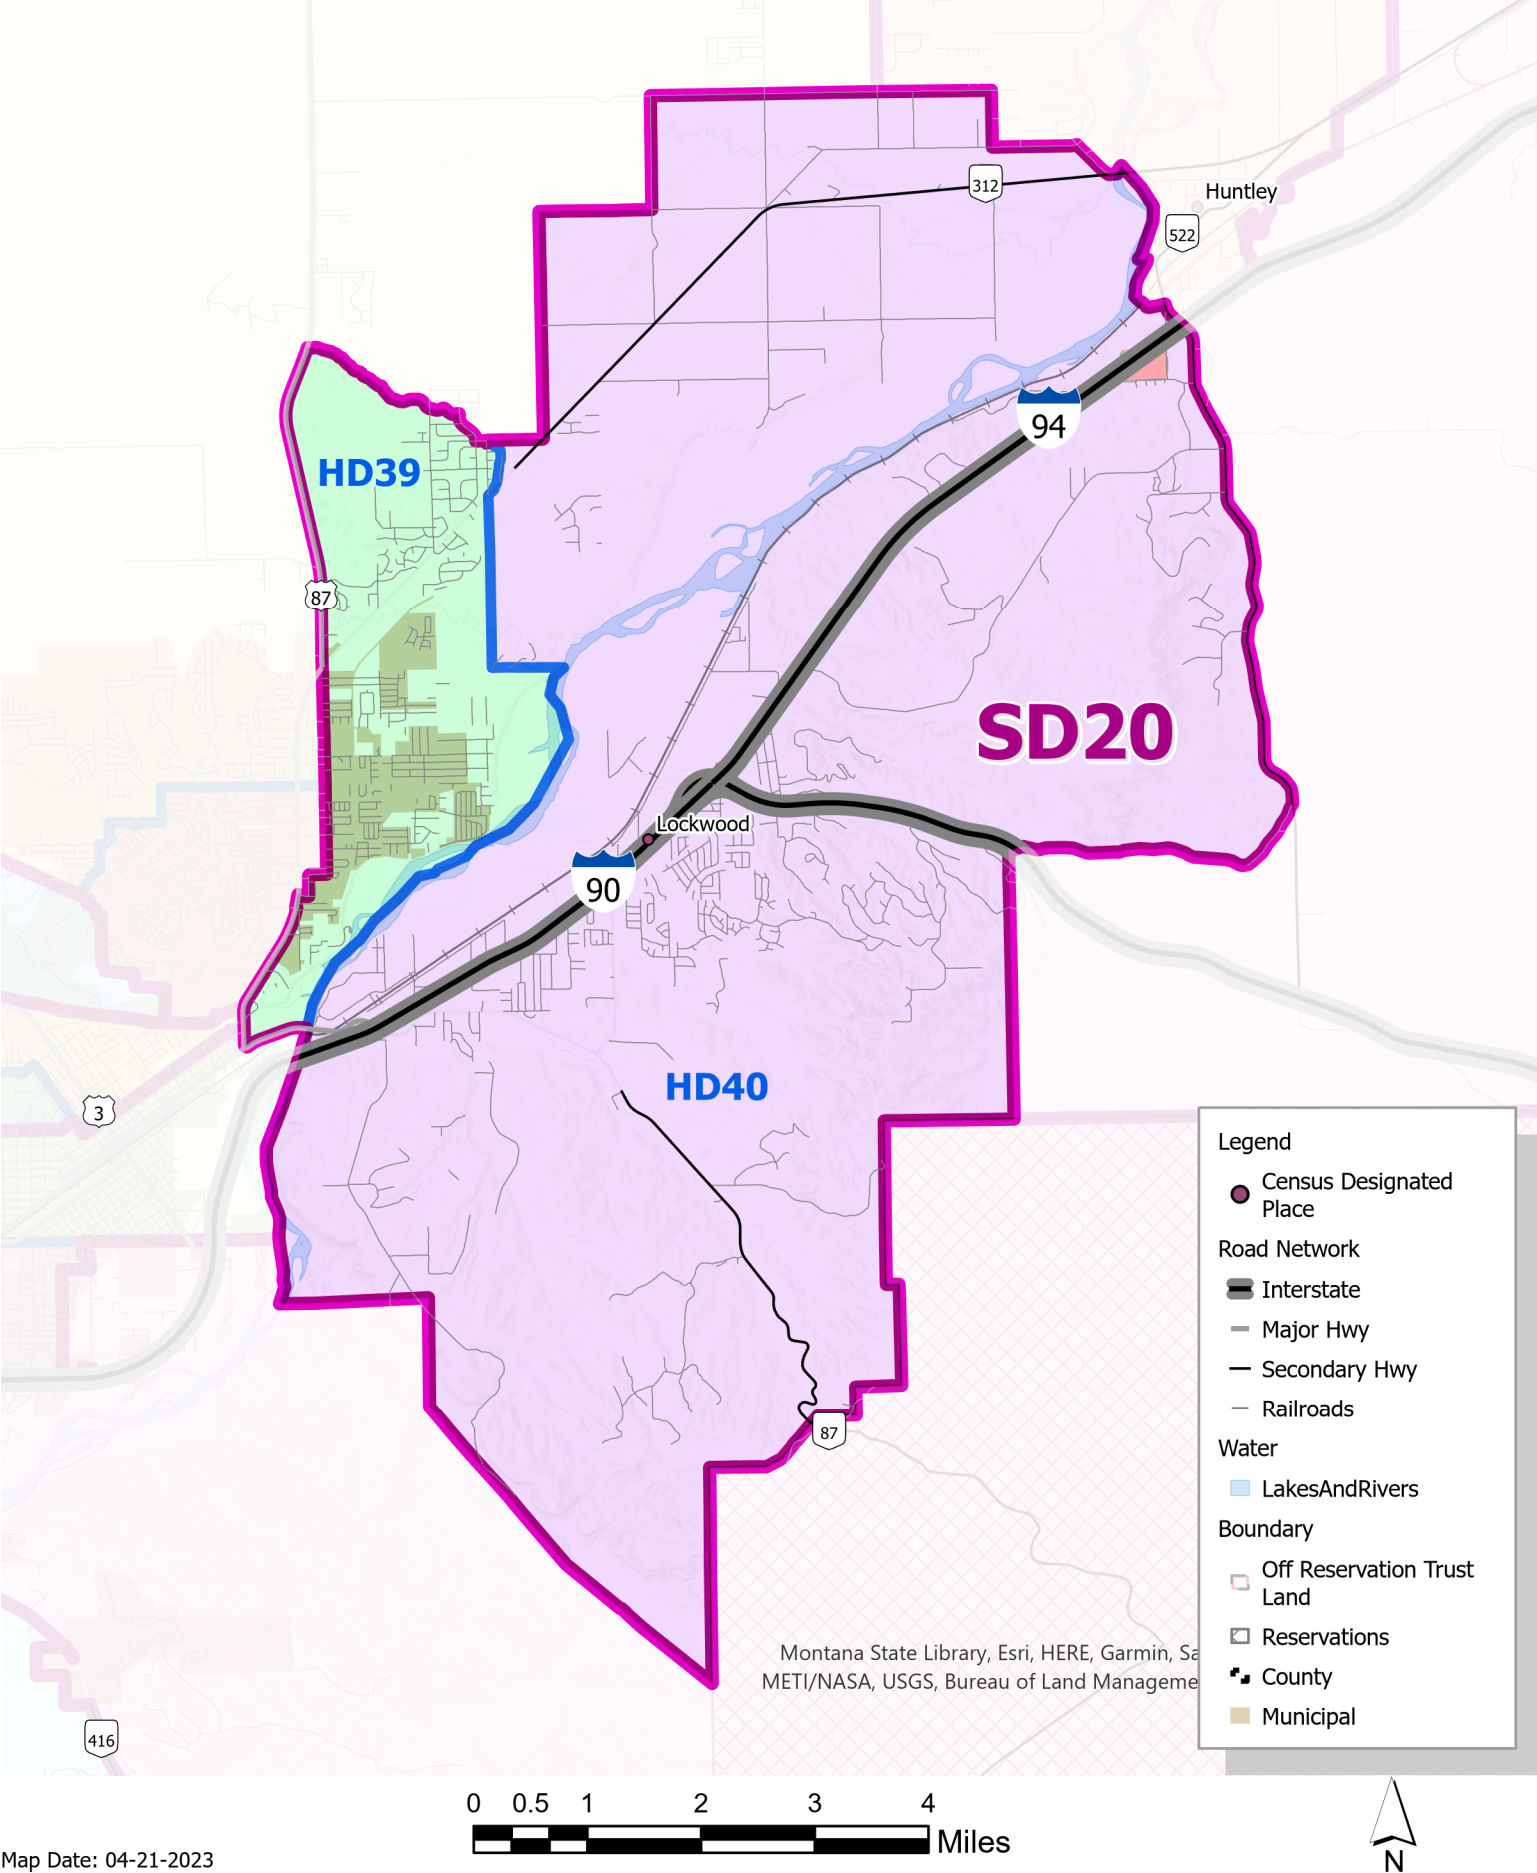 312
Huntley
522
94
HD39
87
SD20
Lockwood
90
HD40
3
87
416
Montana State Library, Esri, HERE, Garmin, Sa
METI/NASA, USGS, Bureau of Land Manageme
Legend
Census Designated
Place
Road Network
Interstate
Major Hwy
Secondary Hwy
Railroads
Water
LakesAndRivers
Boundary
Off Reservation Trust
Land
Reservations
County
Municipal
0 0.5 1 2 3 4
Miles
N
Map Date: 04-21-2023